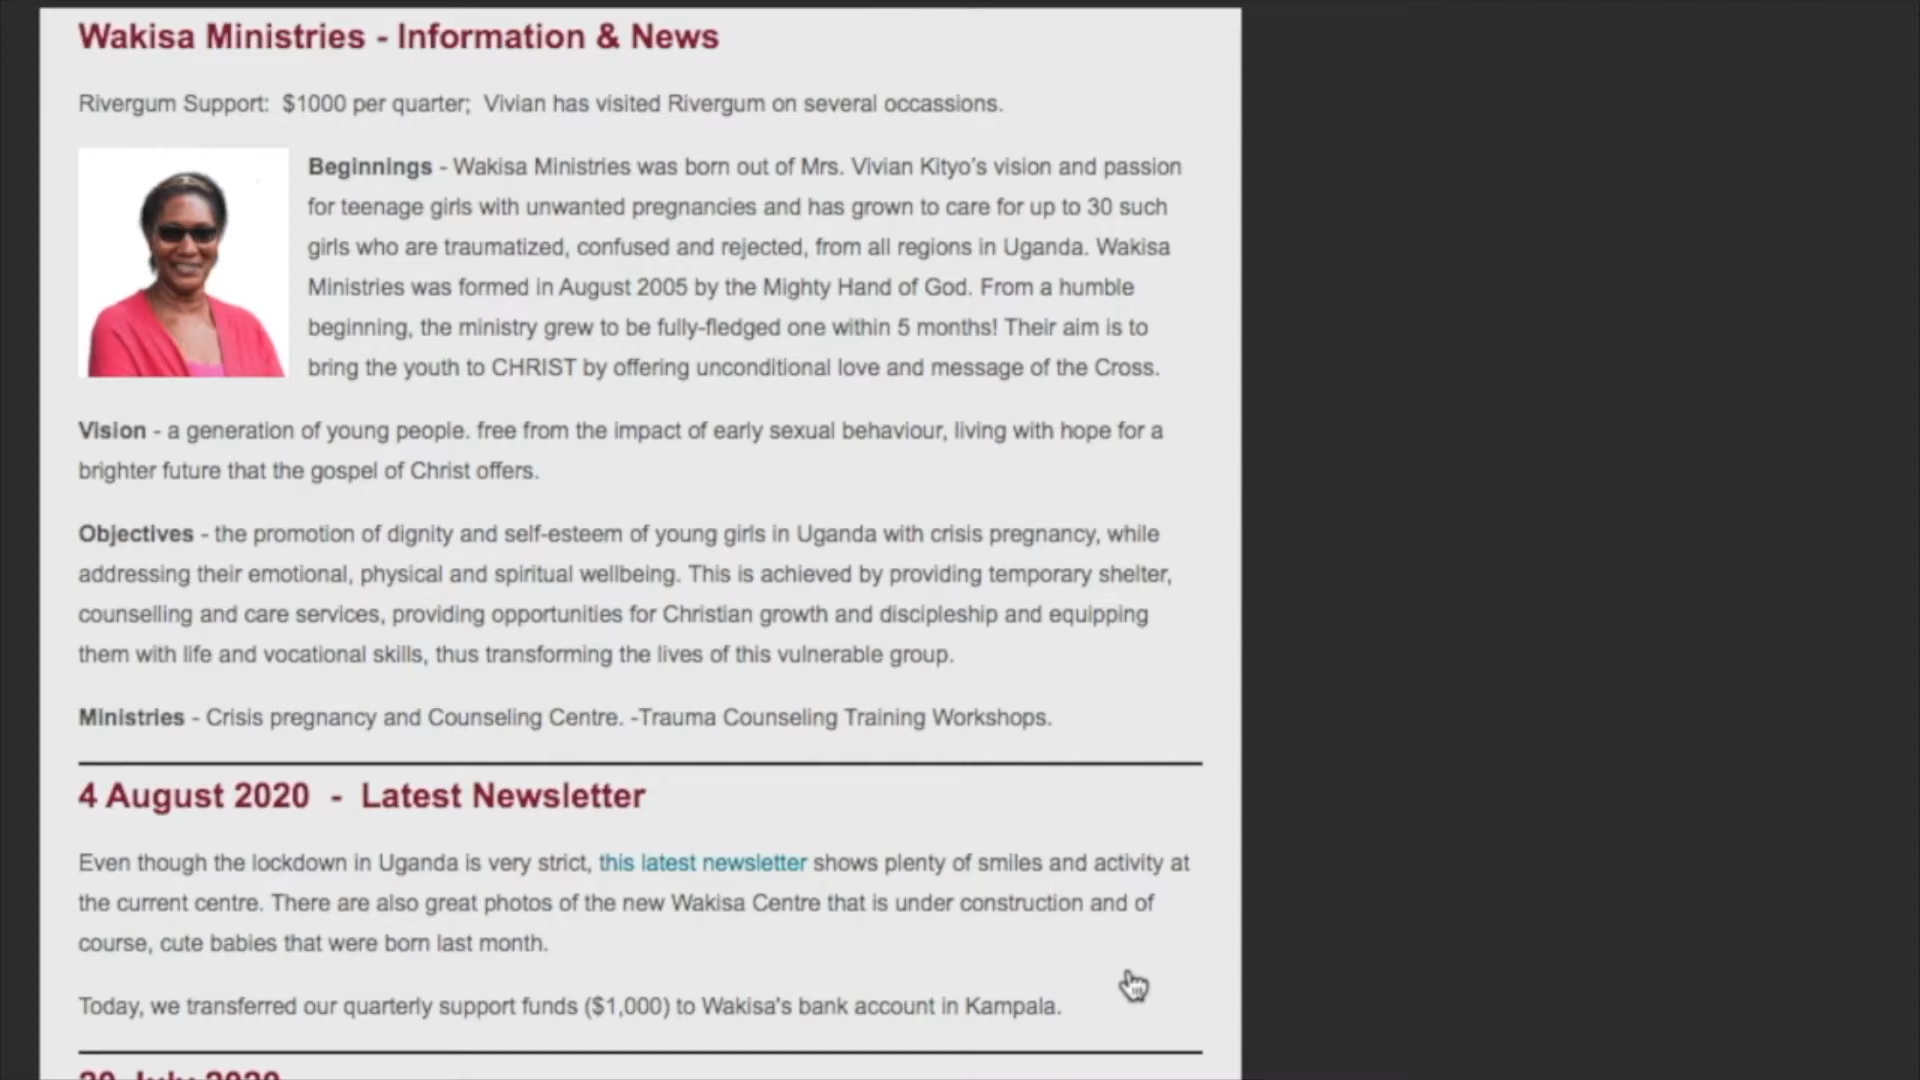 Wakisa Ministries - Information & News
Rivergum Support: $1000 per quarter; Vivian has visited Rivergum on several occassions.
Beginnings - Wakisa Ministries was born out of Mrs. Vivian Kityo's vision and passion
for teenage girls with unwanted pregnancies and has grown to care for up to 30 such
girls who are traumatized, confused and rejected, from all regions in Uganda. Wakisa
Ministries was formed in August 2005 by the Mighty Hand of God. From a humble
beginning, the ministry grew to be fully-fledged one within 5 months! Their aim is to
bring the youth to CHRIST by offering unconditional love and message of the Cross.
Vision - a generation of young people. free from the impact of early sexual behaviour, living with hope for a
brighter future that the gospel of Christ offers.
Objectives - the promotion of dignity and self-esteem of young girls in Uganda with crisis pregnancy, while
addressing their emotional, physical and spiritual wellbeing. This is achieved by providing temporary shelter,
counselling and care services, providing opportunities for Christian growth and discipleship and equipping
them with life and vocational skills, thus transforming the lives of this vulnerable group.
Ministries - Crisis pregnancy and Counseling Centre. -Trauma Counseling Training Workshops.
4 August 2020 - Latest Newsletter
Even though the lockdown in Uganda is very strict, this latest newsletter shows plenty of smiles and activity at
the current centre. There are also great photos of the new Wakisa Centre that is under construction and of
course, cute babies that were born last month.
Today, we transferred our quarterly support funds ($1,000) to Wakisa's bank account in Kampala.
July 2020